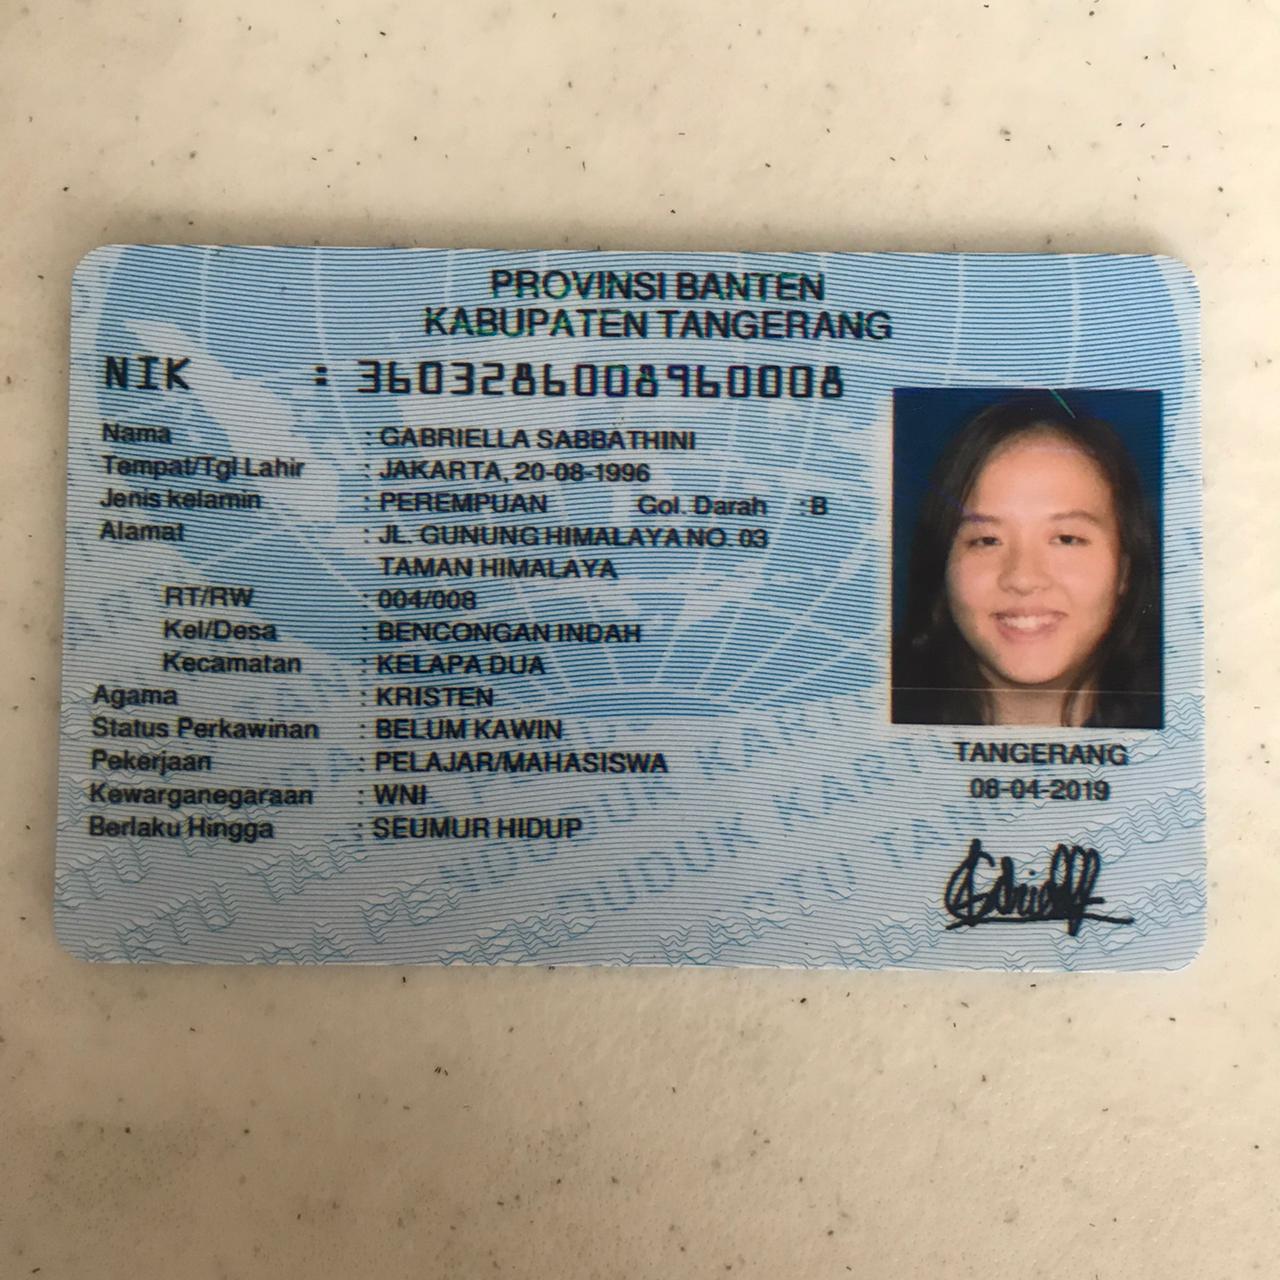 PROVINSI BANTEN
KABUPATEN TANGERANG
NIK : 3603286008960008
Nama : GABRIELLA SABBATHINI
Tempat/Tgl Lahir : JAKARTA, 20-08-1996
Jenis kelamin : PEREMPUAN Gol. Darah : B
Alamat : JL. GUNUNG HIMALAYA NO. 03
TAMAN HIMALAYA
RT/RW : 004/008
Kel/Desa : BENCONGAN INDAH
Kecamatan : KELAPA DUA
Agama : KRISTEN
Status Perkawinan : BELUM KAWIN
Pekerjaan : PELAJAR/MAHASISWA
Kewarganegaraan : WNI
Berlaku Hingga : SEUMUR HIDUP
TANGERANG
08-04-2019